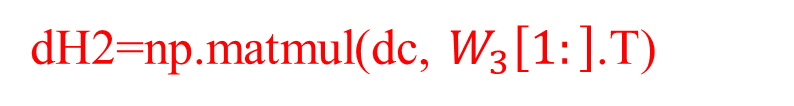 dH2=np.matmul(dc, W₃[1:].T)